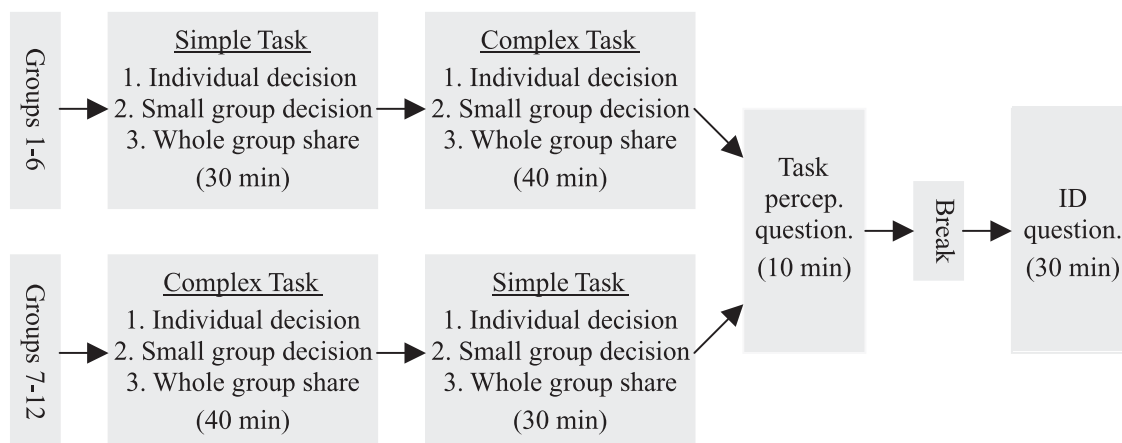 Groups 1-6
Simple Task
1. Individual decision
2. Small group decision
3. Whole group share
(30 min)
Complex Task
1. Individual decision
2. Small group decision
3. Whole group share
(40 min)
Groups 7-12
Complex Task
1. Individual decision
2. Small group decision
3. Whole group share
(40 min)
Simple Task
1. Individual decision
2. Small group decision
3. Whole group share
(30 min)
Task
percep.
question.
(10 min)
Break
ID
question.
(30 min)